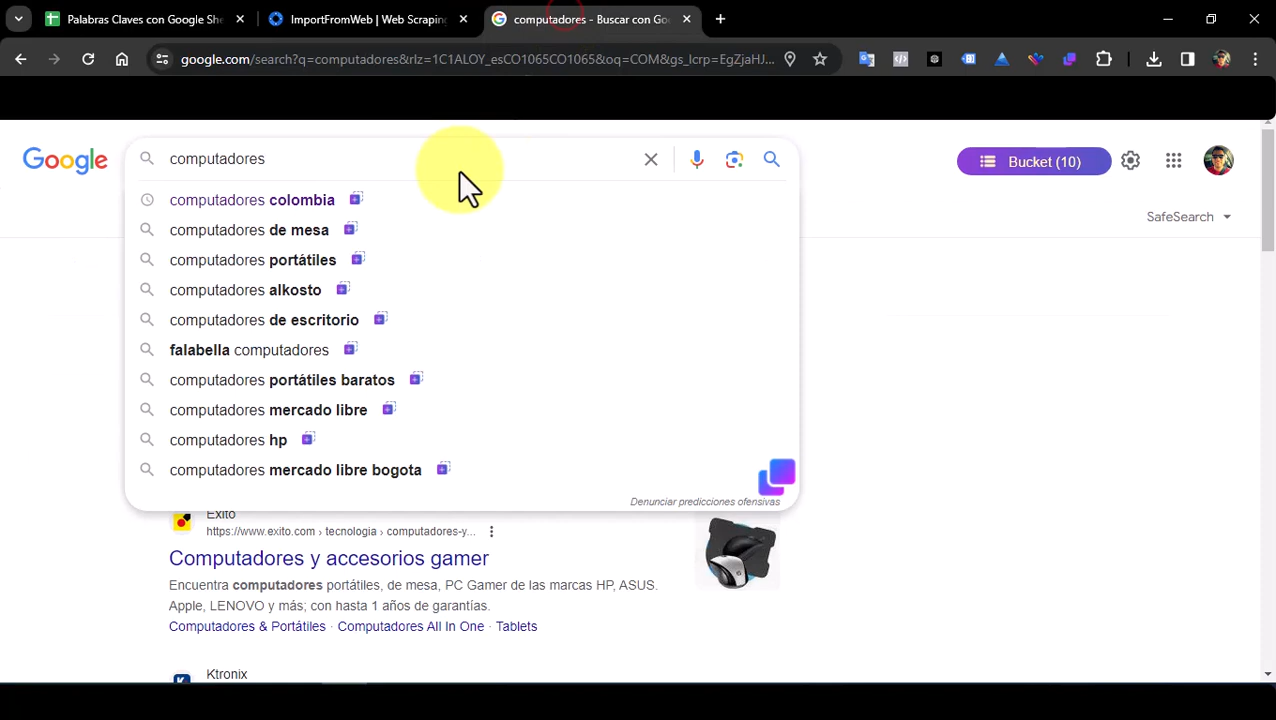 Palabras Claves con Google She
ImportFromWeb | Web Scraping
computadores - Buscar con Goo
google.com/search?q=computadores&rlz=1C1ALOY_esCO1065CO1065&oq=COM&gs_lcrp=EgZjaHJ...
Google
computadores
Bucket (10)
SafeSearch
computadores colombia
computadores de mesa
computadores portátiles
computadores alkosto
computadores de escritorio
falabella computadores
computadores portátiles baratos
computadores mercado libre
computadores hp
computadores mercado libre bogota
Denunciar predicciones ofensivas
Exito
https://www.exito.com › tecnologia › computadores-y...
Computadores y accesorios gamer
Encuentra computadores portátiles, de mesa, PC Gamer de las marcas HP, ASUS.
Apple, LENOVO y más; con hasta 1 años de garantías.
Computadores & Portátiles · Computadores All In One · Tablets
Ktronix